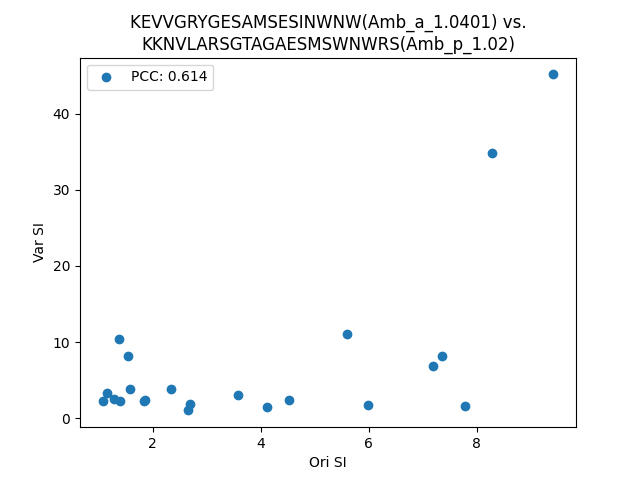 KEVVGRYGESAMSESINWNW(Amb_a_1.0401) vs.
KKNVLARSGTAGAESMSWNWRS(Amb_p_1.02)
PCC: 0.614
40
30
20
10
0
Var SI
2 4 6 8
Ori SI